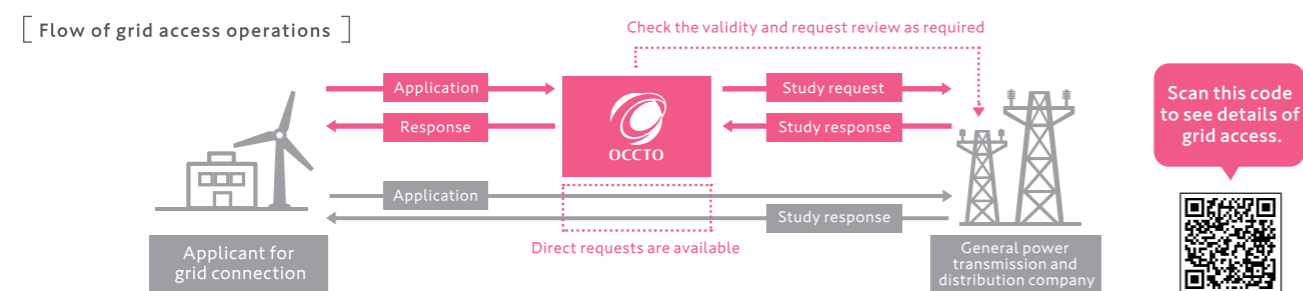 [ Flow of grid access operations ]
Check the validity and request review as required
Application
Study request
Response
Study response
OCCTO
Application
Study response
Direct requests are available
Applicant for
grid connection
General power
transmission and
distribution company
Scan this code
to see details of
grid access.